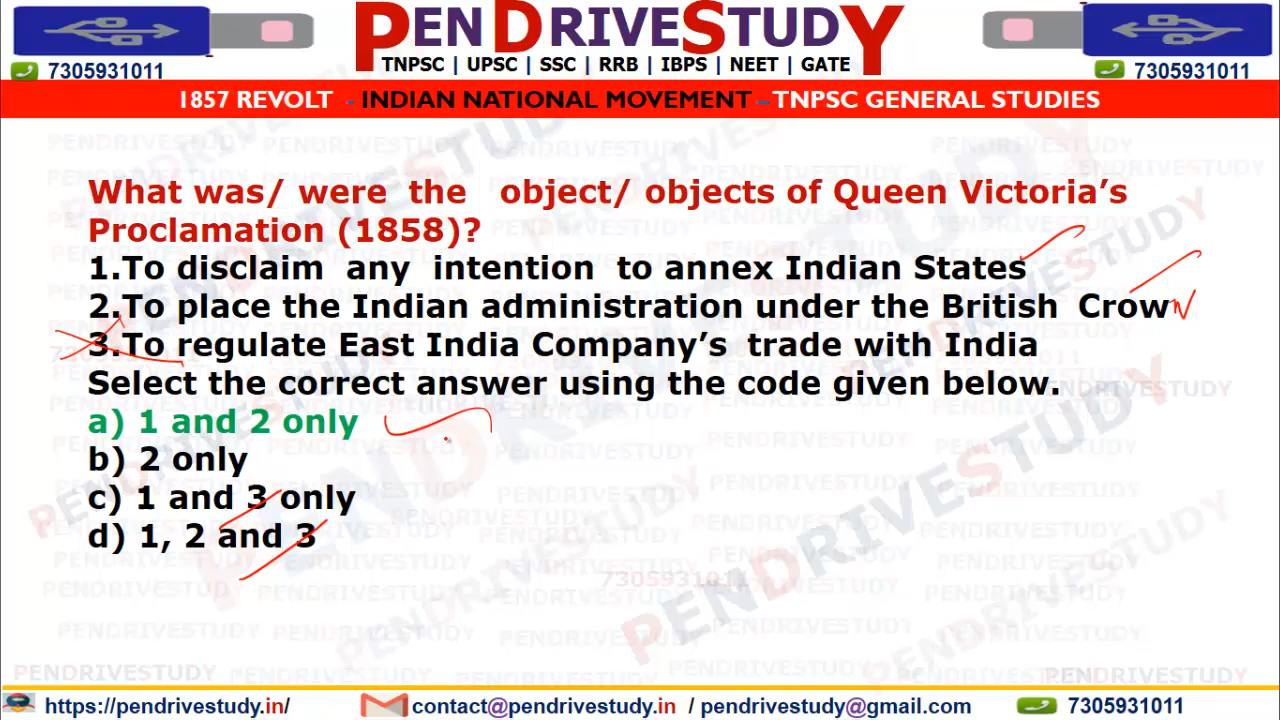 PENDRIVESTUDY
TNPSC | UPSC | SSC | RRB | IBPS | NEET | GATE
7305931011
7305931011
1857 REVOLT - INDIAN NATIONAL MOVEMENT – TNPSC GENERAL STUDIES
What was/ were the object/ objects of Queen Victoria’s
Proclamation (1858)?
1.To disclaim any intention to annex Indian States
2.To place the Indian administration under the British Crow N
3.To regulate East India Company’s trade with India
Select the correct answer using the code given below.
a) 1 and 2 only
b) 2 only
c) 1 and 3 only
d) 1, 2 and 3
PENDRIVESTUDY
7305931011
https://pendrivestudy.in/ contact@pendrivestudy.in / pendrivestudy@gmail.com 7305931011